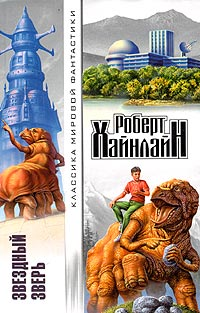 ЗВЕЗДНЫЙ
ЗВЕРЬ
КЛАССИКА МИРОВОЙ ФАНТАСТИКИ
Роберт
ХАЙНЛАЙН